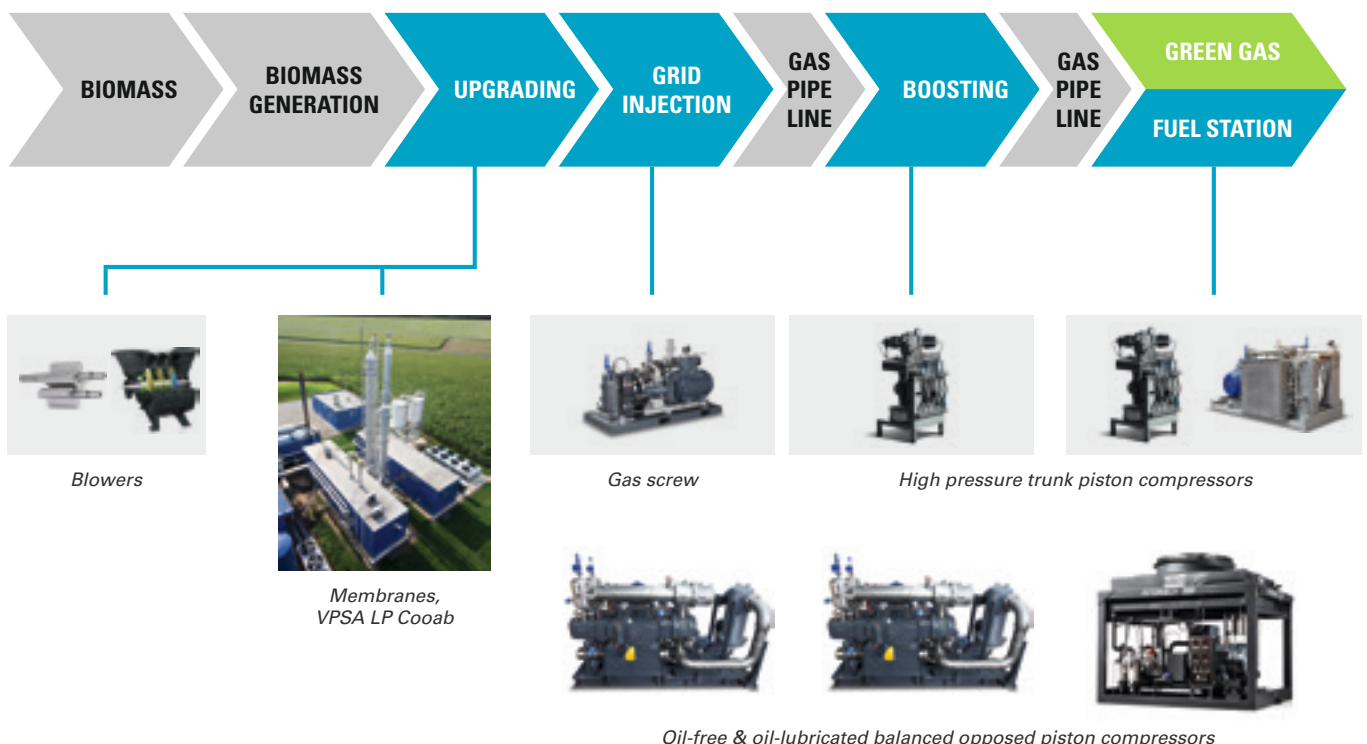 BIOMASS
BIOMASS
GENERATION
UPGRADING
GRID
INJECTION
GAS
PIPE
LINE
BOOSTING
GAS
PIPE
LINE
GREEN GAS
FUEL STATION
Blowers
Membranes,
VPSA LP Cooab
Gas screw
High pressure trunk piston compressors
Oil-free & oil-lubricated balanced opposed piston compressors